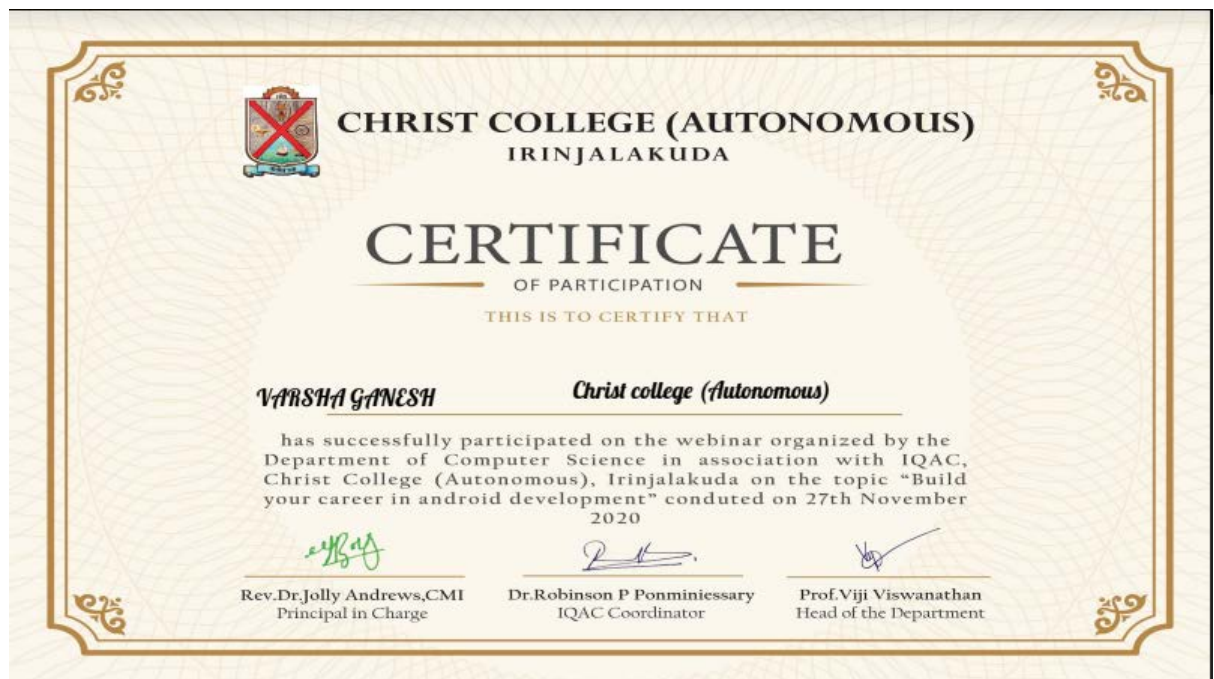 CHRIST COLLEGE (AUTONOMOUS)
IRINJALAKUDA
CERTIFICATE
OF PARTICIPATION
THIS IS TO CERTIFY THAT
VARSHA GANESH Christ college (Autonomous)
has successfully participated on the webinar organized by the
Department of Computer Science in association with IQAC,
Christ College (Autonomous), Irinjalakuda on the topic “Build
your career in android development” conduted on 27th November
2020
Rev.Dr.Jolly Andrews,CMI Dr.Robinson P Ponminiessary Prof.Viji Viswanathan
Principal in Charge IQAC Coordinator Head of the Department